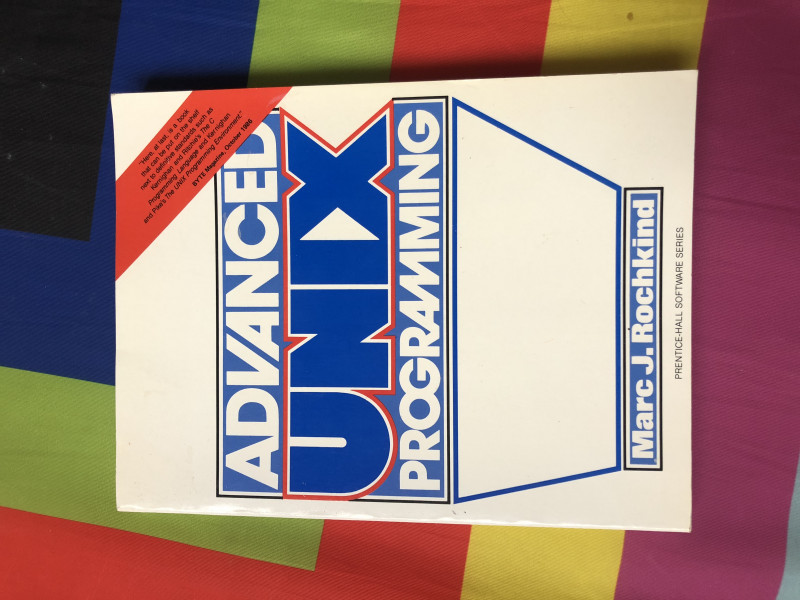 "Here, at last, is a book
that can be put on the shelf
next to definitive standards such as
Kernighan and Ritchie's The C
Programming Language and Kernighan
and Pike's The UNIX Programming Environment."
BYTE Magazine, October 1986
ADVANCED
UNIX
PROGRAMMING
Marc J. Rochkind
PRENTICE-HALL SOFTWARE SERIES